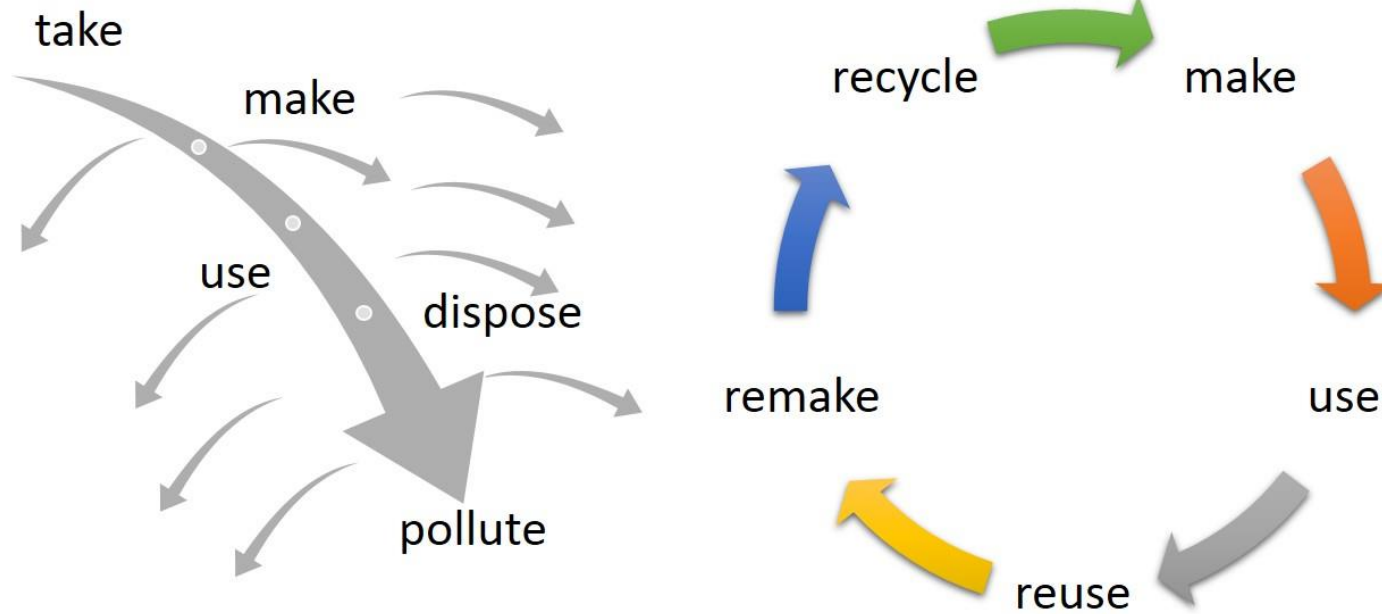 take
make
use
dispose
pollute
recycle
make
use
reuse
remake